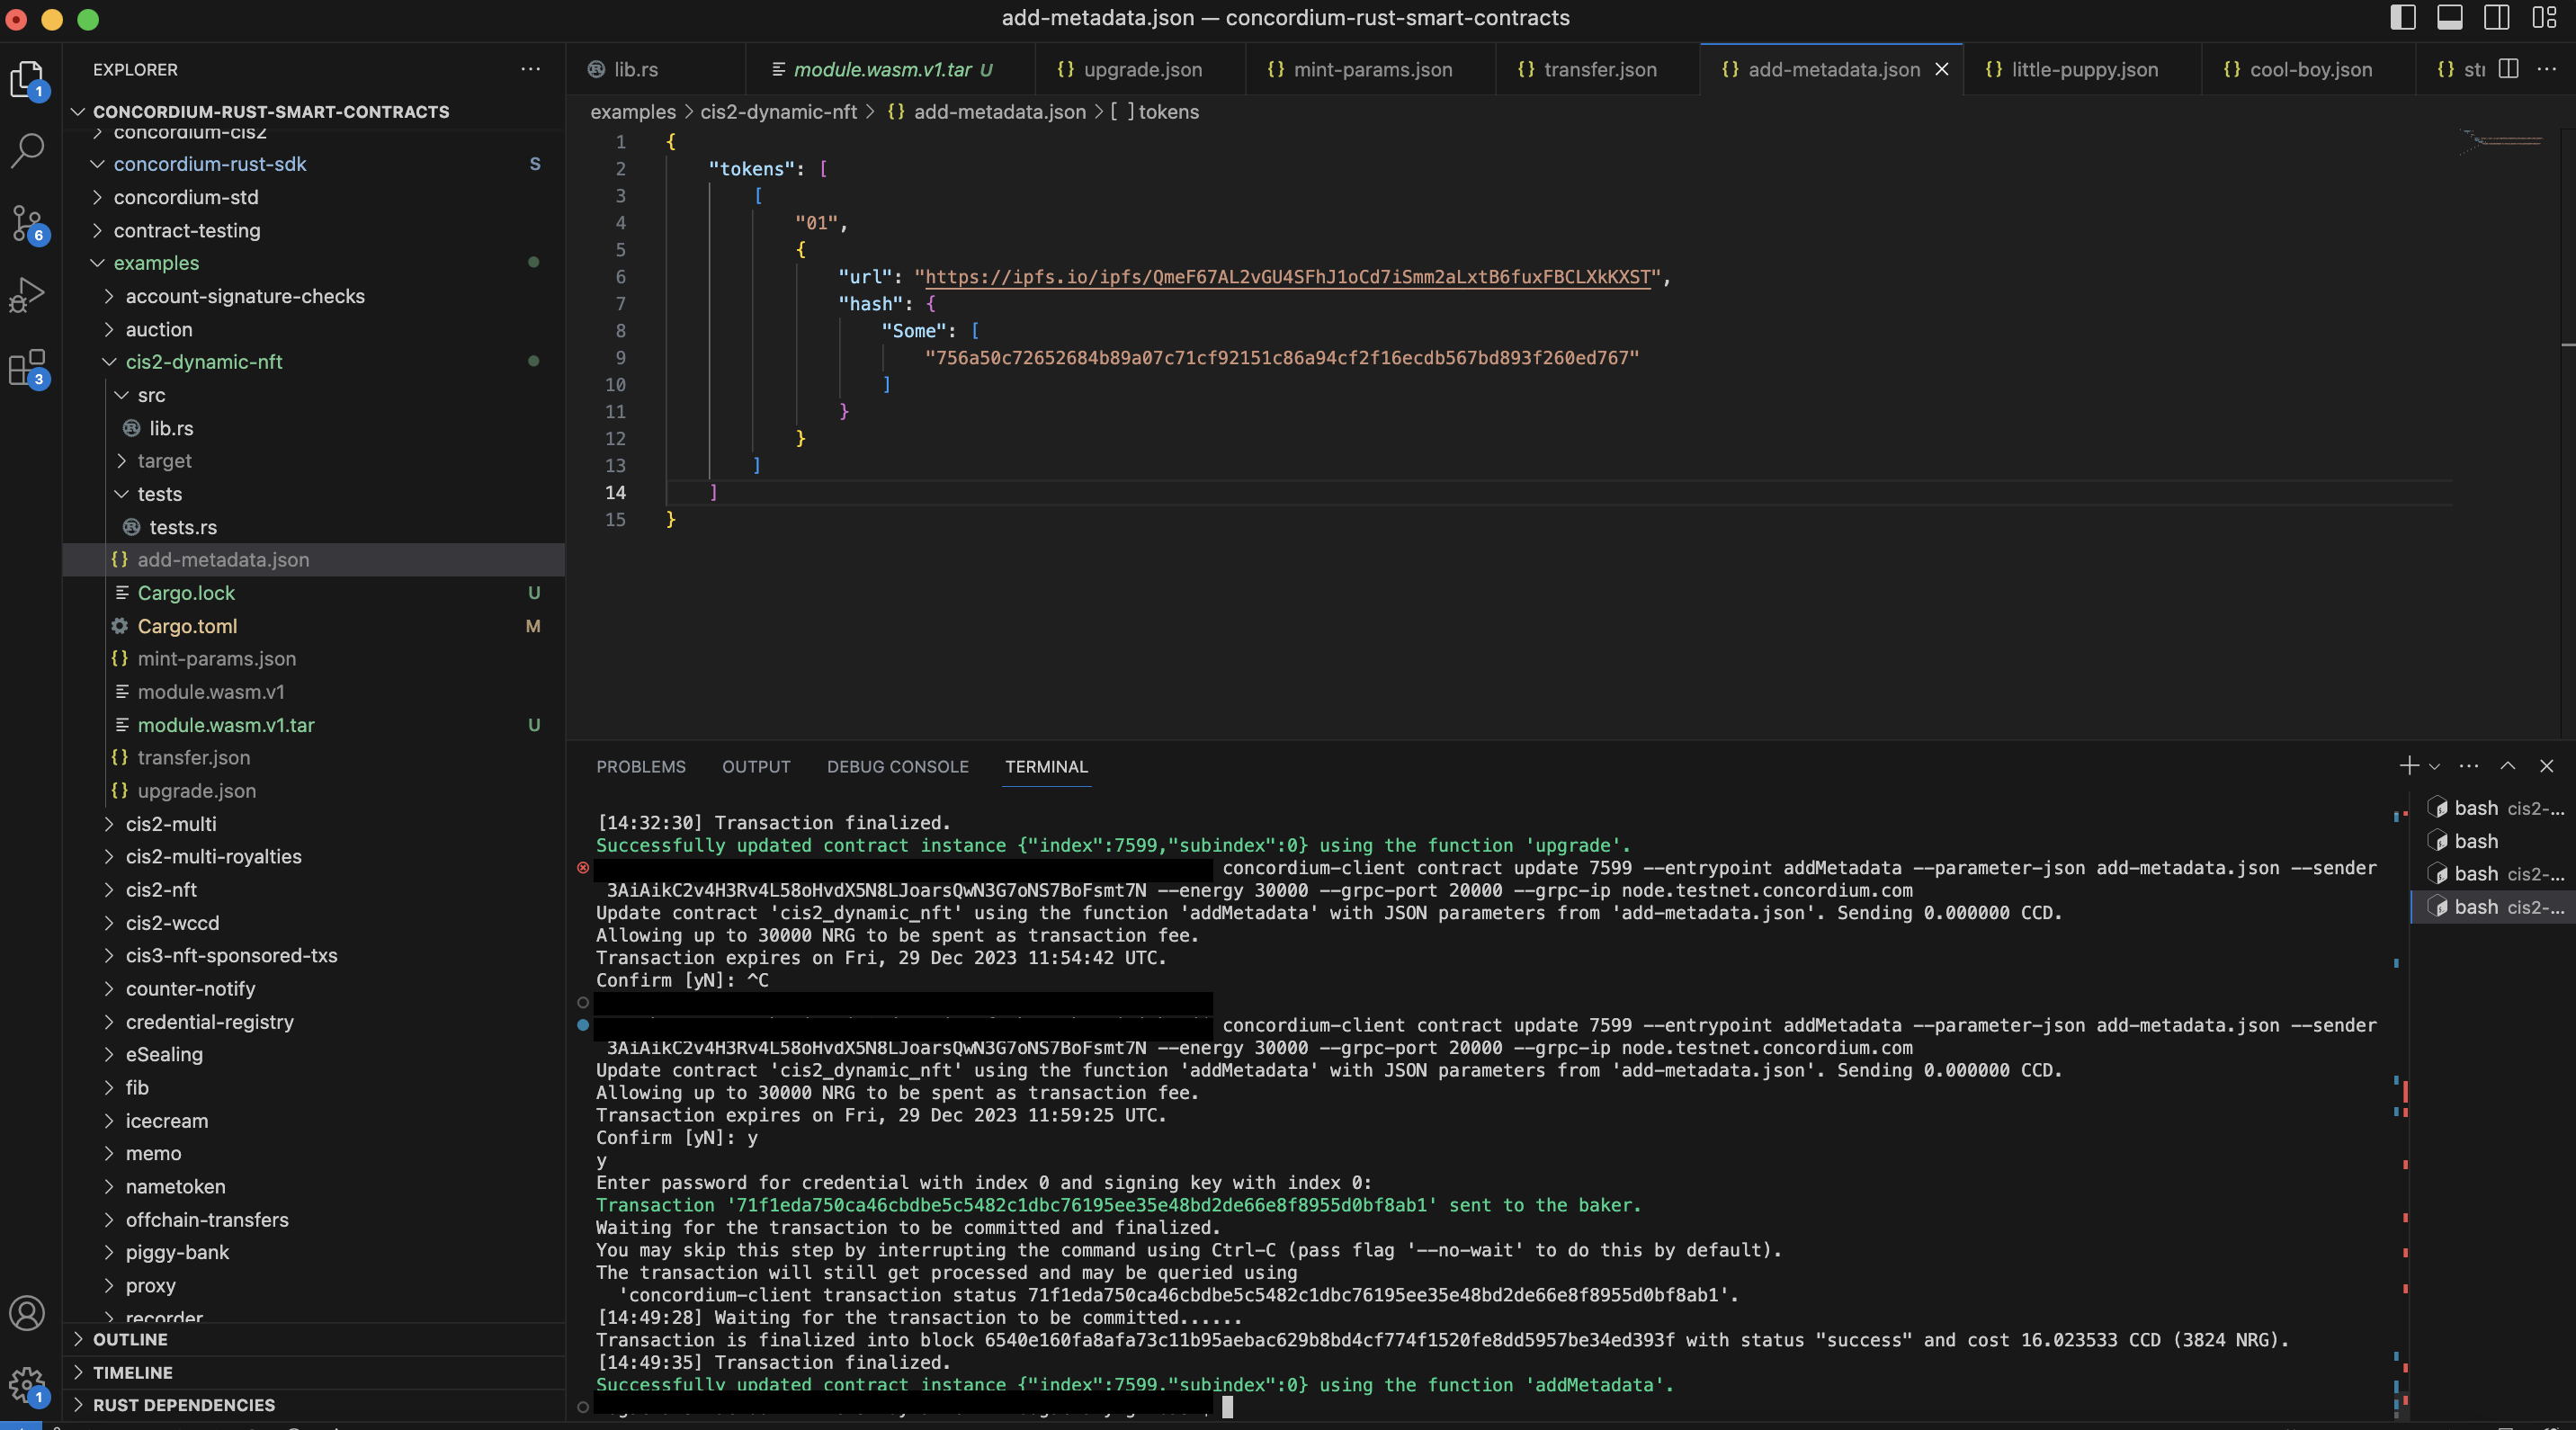 add-metadata.json — concordium-rust-smart-contracts
EXPLORER
CONCORDIUM-RUST-SMART-CONTRACTS
concordium-cis2
concordium-rust-sdk S
concordium-std
contract-testing
examples
account-signature-checks
auction
cis2-dynamic-nft
src
lib.rs
target
tests
tests.rs
add-metadata.json
Cargo.lock U
Cargo.toml M
mint-params.json
module.wasm.v1
module.wasm.v1.tar U
transfer.json
upgrade.json
cis2-multi
cis2-multi-royalties
cis2-nft
cis2-wccd
cis3-nft-sponsored-txs
counter-notify
credential-registry
eSealing
fib
icecream
memo
nametoken
offchain-transfers
piggy-bank
proxy
recorder
OUTLINE
TIMELINE
RUST DEPENDENCIES
1
6
3
1
lib.rs module.wasm.v1.tar U {} upgrade.json {} mint-params.json {} transfer.json {} add-metadata.json {} little-puppy.json {} cool-boy.json {}
examples > cis2-dynamic-nft > {} add-metadata.json > [ ] tokens
1 {
2 "tokens": [
3 [
4 "01",
5 {
6 "url": "https://ipfs.io/ipfs/QmeF67AL2vGU4SFhJ1oCd7iSmm2aLxtB6fuxFBCLXkKXST",
7 "hash": {
8 "Some": [
9 "756a50c72652684b89a07c71cf92151c86a94cf2f16ecdb567bd893f260ed767"
10 ]
11 }
12 }
13 ]
14 ]
15 }
PROBLEMS OUTPUT DEBUG CONSOLE TERMINAL
[14:32:30] Transaction finalized.
Successfully updated contract instance {"index":7599,"subindex":0} using the function 'upgrade'.
concordium-client contract update 7599 --entrypoint addMetadata --parameter-json add-metadata.json --sender
3AiAikC2v4H3Rv4L58oHvdX5N8LJoarsQwN3G7oNS7BoFsmt7N --energy 30000 --grpc-port 20000 --grpc-ip node.testnet.concordium.com
Update contract 'cis2_dynamic_nft' using the function 'addMetadata' with JSON parameters from 'add-metadata.json'. Sending 0.000000 CCD.
Allowing up to 30000 NRG to be spent as transaction fee.
Transaction expires on Fri, 29 Dec 2023 11:54:42 UTC.
Confirm [yN]: ^C
concordium-client contract update 7599 --entrypoint addMetadata --parameter-json add-metadata.json --sender
3AiAikC2v4H3Rv4L58oHvdX5N8LJoarsQwN3G7oNS7BoFsmt7N --energy 30000 --grpc-port 20000 --grpc-ip node.testnet.concordium.com
Update contract 'cis2_dynamic_nft' using the function 'addMetadata' with JSON parameters from 'add-metadata.json'. Sending 0.000000 CCD.
Allowing up to 30000 NRG to be spent as transaction fee.
Transaction expires on Fri, 29 Dec 2023 11:59:25 UTC.
Confirm [yN]: y
y
Enter password for credential with index 0 and signing key with index 0:
Transaction '71f1eda750ca46cbdbe5c5482c1dbc76195ee35e48bd2de66e8f8955d0bf8ab1' sent to the baker.
Waiting for the transaction to be committed and finalized.
You may skip this step by interrupting the command using Ctrl-C (pass flag '--no-wait' to do this by default).
The transaction will still get processed and may be queried using
'concordium-client transaction status 71f1eda750ca46cbdbe5c5482c1dbc76195ee35e48bd2de66e8f8955d0bf8ab1'.
[14:49:28] Waiting for the transaction to be committed......
Transaction is finalized into block 6540e160fa8afa73c11b95aebac629b8bd4cf774f1520fe8dd5957be34ed393f with status "success" and cost 16.023533 CCD (3824 NRG).
[14:49:35] Transaction finalized.
Successfully updated contract instance {"index":7599,"subindex":0} using the function 'addMetadata'.
bash cis2-...
bash
bash cis2-...
bash cis2-...